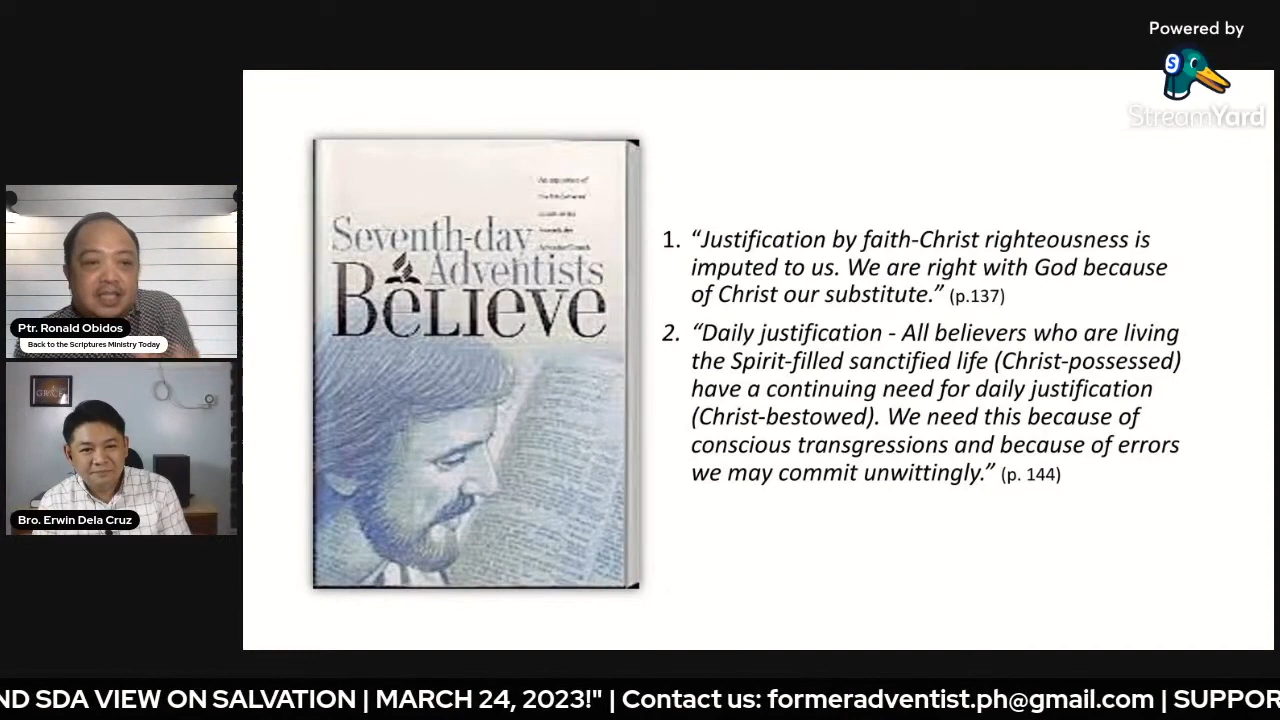 Powered by
StreamYard
Seventh-day
Adventists
BELIEVE
1. “Justification by faith-Christ righteousness is
imputed to us. We are right with God because
of Christ our substitute.” (p.137)
2. “Daily justification - All believers who are living
the Spirit-filled sanctified life (Christ-possessed)
have a continuing need for daily justification
(Christ-bestowed). We need this because of
conscious transgressions and because of errors
we may commit unwittingly.” (p. 144)
Ptr. Ronald Obidos
Back to the Scriptures Ministry Today
Bro. Erwin Dela Cruz
ND SDA VIEW ON SALVATION | MARCH 24, 2023!" | Contact us: formeradventist.ph@gmail.com | SUPPOR